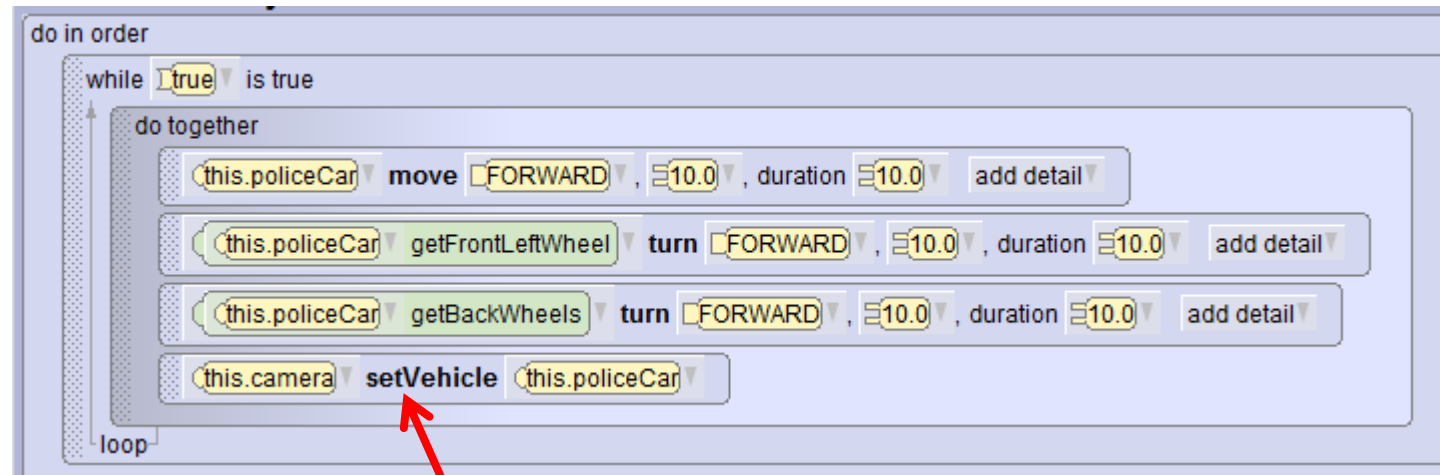 do in order
while true is true
do together
this.policeCar move FORWARD , 10.0 , duration 10.0 add detail
this.policeCar getFrontLeftWheel turn FORWARD , 10.0 , duration 10.0 add detail
this.policeCar getBackWheels turn FORWARD , 10.0 , duration 10.0 add detail
this.camera setVehicle this.policeCar
loop